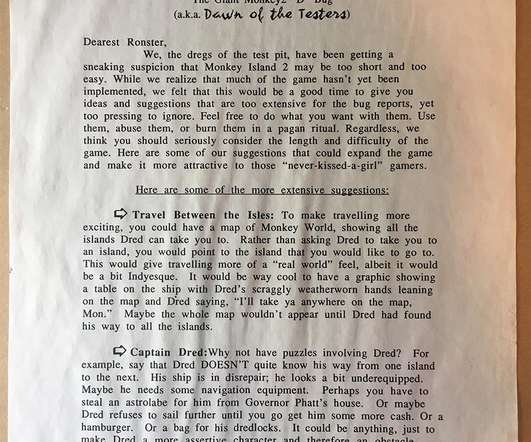 The Giant Monkey2 "D" Bug
(a.k.a. Dawn of the Testers)
Dearest Ronster,
We, the dregs of the test pit, have been getting a
sneaking suspicion that Monkey Island 2 may be too short and too
easy. While we realize that much of the game hasn't yet been
implemented, we felt that this would be a good time to give you
ideas and suggestions that are too extensive for the bug reports, yet
too pressing to ignore. Feel free to do what you want with them. Use
them, abuse them, or burn them in a pagan ritual. Regardless, we
think you should seriously consider the length and difficulty of the
game. Here are some of our suggestions that could expand the game
and make it more attractive to those "never-kissed-a-girl" gamers.
Here are some of the more extensive suggestions:
⇨ Travel Between the Isles: To make travelling more
exciting, you could have a map of Monkey World, showing all the
islands Dred can take you to. Rather than asking Dred to take you to
an island, you would point to the island that you would like to go to.
This would give travelling more of a "real world" feel, albeit it would
be a bit Indyesque. It would be way cool to have a graphic showing
a table on the ship with Dred's scraggly weatherworn hands leaning
on the map and Dred saying, "I'll take ya anywhere on the map,
Mon." Maybe the whole map wouldn't appear until Dred had found
his way to all the islands.
⇨ Captain Dred:Why not have puzzles involving Dred? For
example, say that Dred DOESN'T quite know his way from one island
to the next. His ship is in disrepair; he looks a bit underequipped.
Maybe he needs some navigation equipment. Perhaps you have to
steal an astrolabe for him from Governor Phatt's house. Or maybe
Dred refuses to sail further until you go get him some more cash. Or a
hamburger. Or a bag for his dredlocks. It could be anything, just to
make Dred a more assertive character and therefore an obstacle